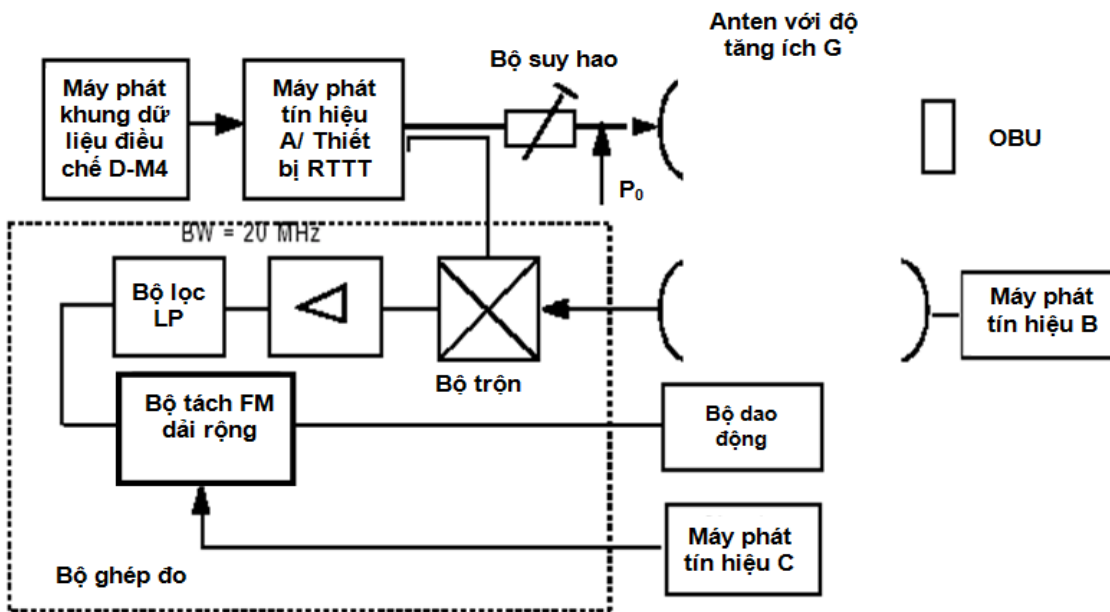 Anten với độ
tăng ích G
Bộ suy hao
Máy phát
khung dữ
liệu điều
chế D-M4
Máy phát
tín hiệu
A/ Thiết
bị RTTT
OBU
P₀
BW = 20 MHz
Bộ lọc
LP
Bộ trộn
Máy phát
tín hiệu B
Bộ tách FM
dải rộng
Bộ dao
động
Máy phát
tín hiệu C
Bộ ghép đo